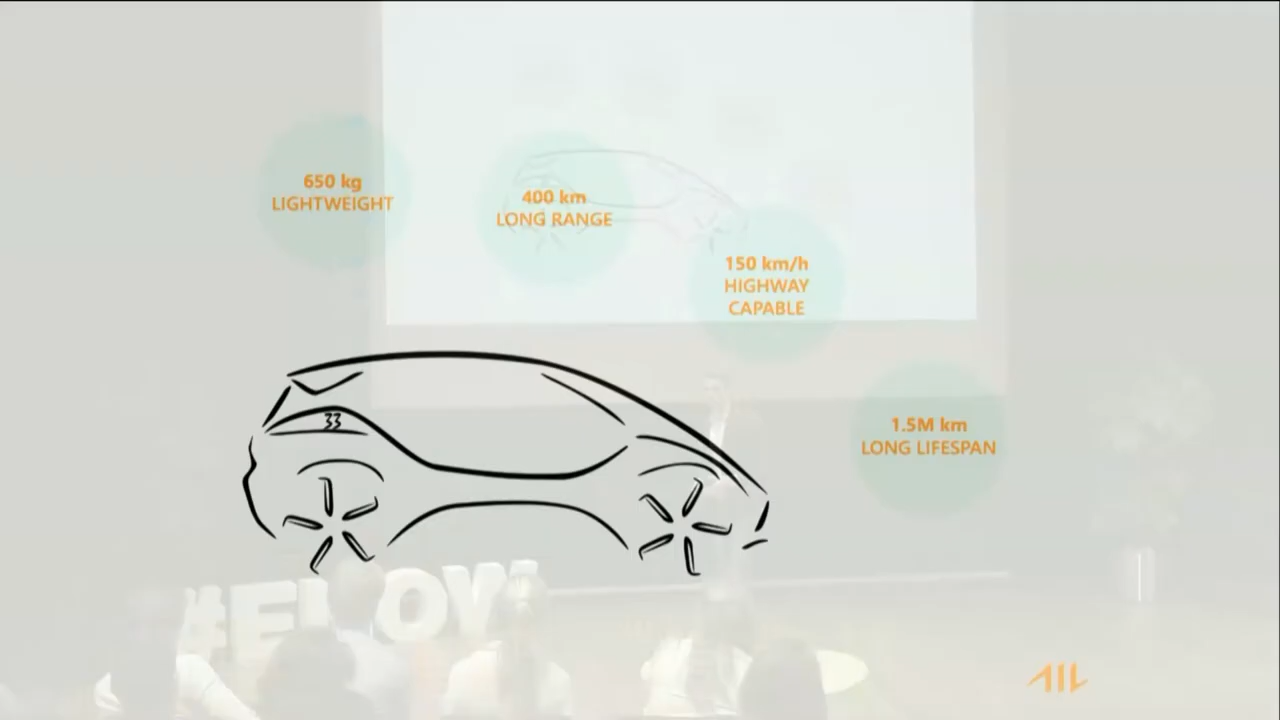 650 kg
LIGHTWEIGHT
400 km
LONG RANGE
150 km/h
HIGHWAY
CAPABLE
1.5M km
LONG LIFESPAN
33